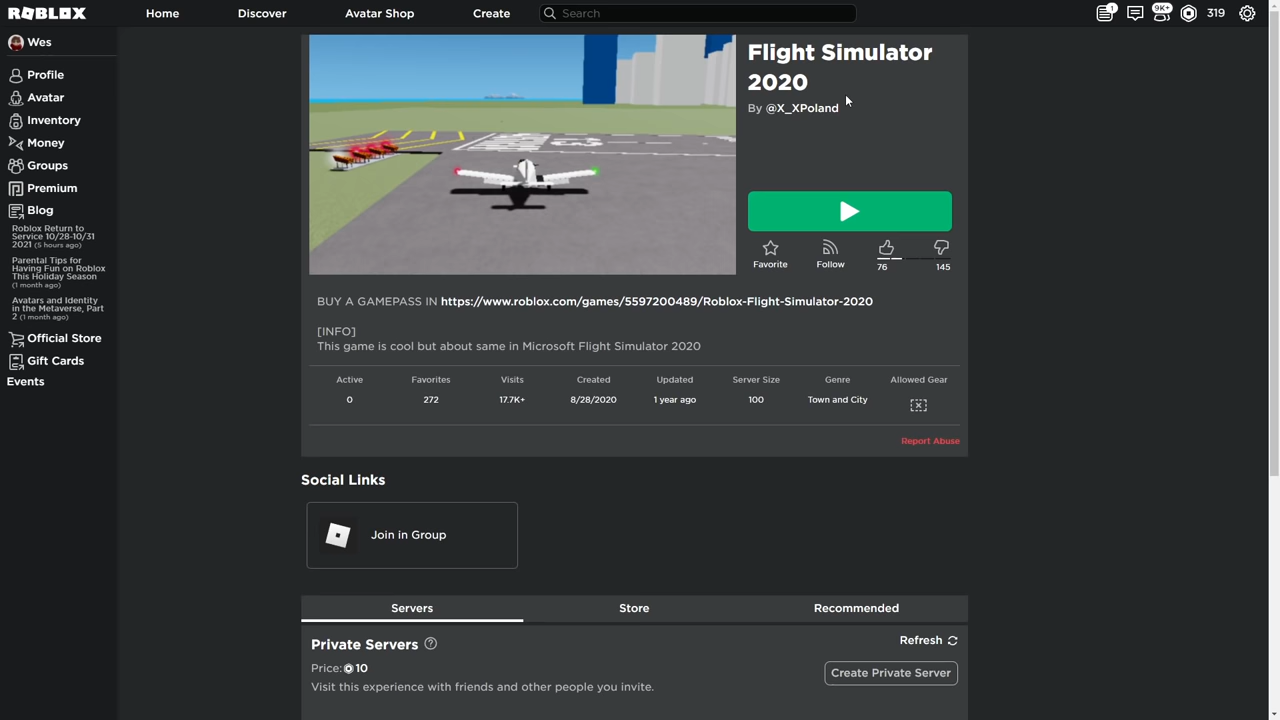 ROBLOX
Home
Discover
Avatar Shop
Create
Search
1
9K+
319
Wes
Profile
Avatar
Inventory
Money
Groups
Premium
Blog
Roblox Return to
Service 10/28-10/31
2021 (5 hours ago)
Parental Tips for
Having Fun on Roblox
This Holiday Season
(1 month ago)
Avatars and Identity
in the Metaverse, Part
2 (1 month ago)
Official Store
Gift Cards
Events
Flight Simulator
2020
By @X_XPoland
Favorite
Follow
76
145
BUY A GAMEPASS IN https://www.roblox.com/games/5597200489/Roblox-Flight-Simulator-2020
[INFO]
This game is cool but about same in Microsoft Flight Simulator 2020
Active Favorites Visits Created Updated Server Size Genre Allowed Gear
0 272 17.7K+ 8/28/2020 1 year ago 100 Town and City
Report Abuse
Social Links
Join in Group
Servers
Store
Recommended
Private Servers
Refresh
Price: 10
Create Private Server
Visit this experience with friends and other people you invite.